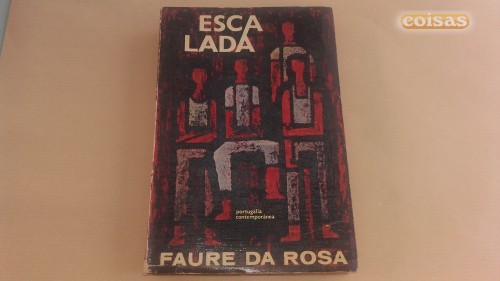 coisas
ESCA
LADA
portugália
contemporânea
FAURE DA ROSA